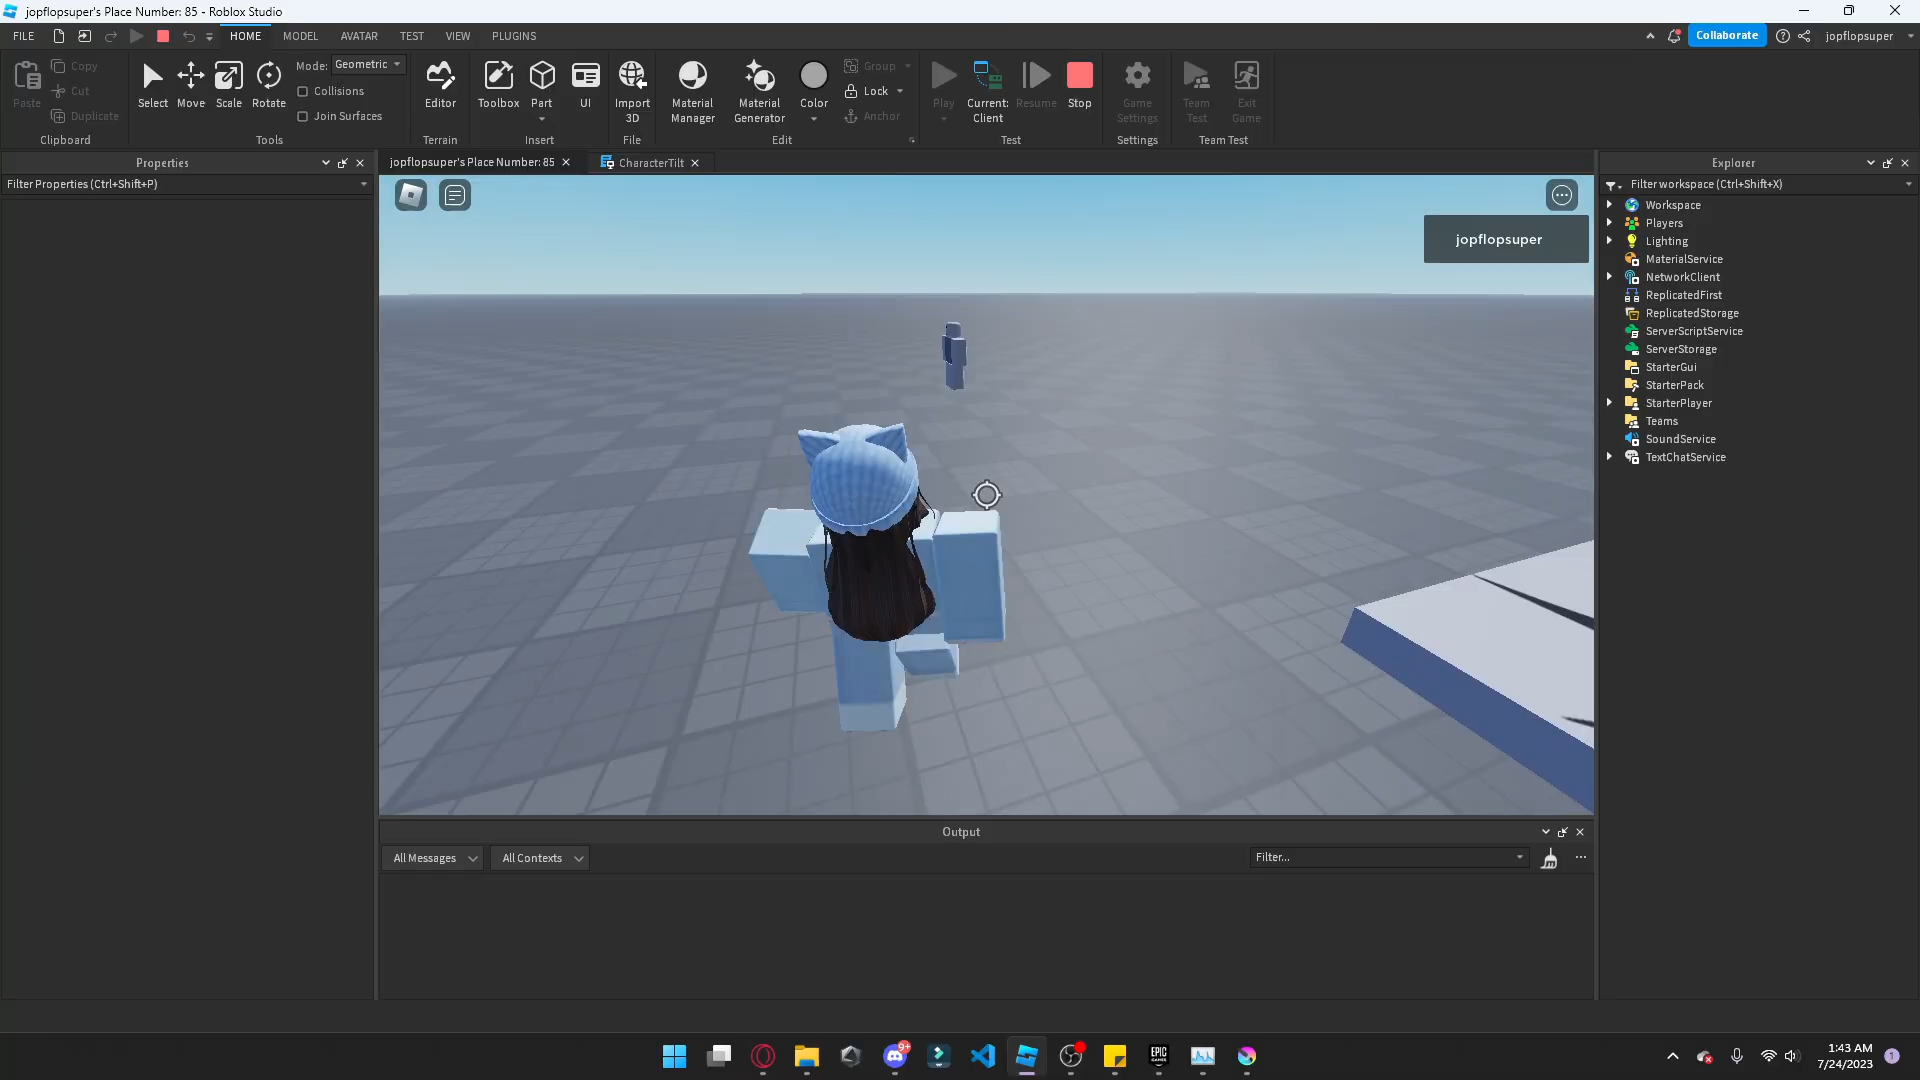 jopflopsuper's Place Number: 85 - Roblox Studio
FILE
HOME
MODEL
AVATAR
TEST
VIEW
PLUGINS
Collaborate
jopflopsuper
Paste
Copy
Cut
Duplicate
Clipboard
Select
Move
Scale
Rotate
Mode: Geometric
Collisions
Join Surfaces
Tools
Editor
Terrain
Toolbox
Part
UI
Insert
Import
3D
File
Material
Manager
Material
Generator
Color
Group
Lock
Anchor
Edit
Play
Current:
Client
Resume
Stop
Test
Game
Settings
Settings
Team
Test
Exit
Game
Team Test
Properties
Filter Properties (Ctrl+Shift+P)
jopflopsuper's Place Number: 85
CharacterTilt
jopflopsuper
Output
All Messages
All Contexts
Filter...
Explorer
Filter workspace (Ctrl+Shift+X)
Workspace
Players
Lighting
MaterialService
NetworkClient
ReplicatedFirst
ReplicatedStorage
ServerScriptService
ServerStorage
StarterGui
StarterPack
StarterPlayer
Teams
SoundService
TextChatService
9+
EPIC
GAMES
1:43 AM
7/24/2023
1